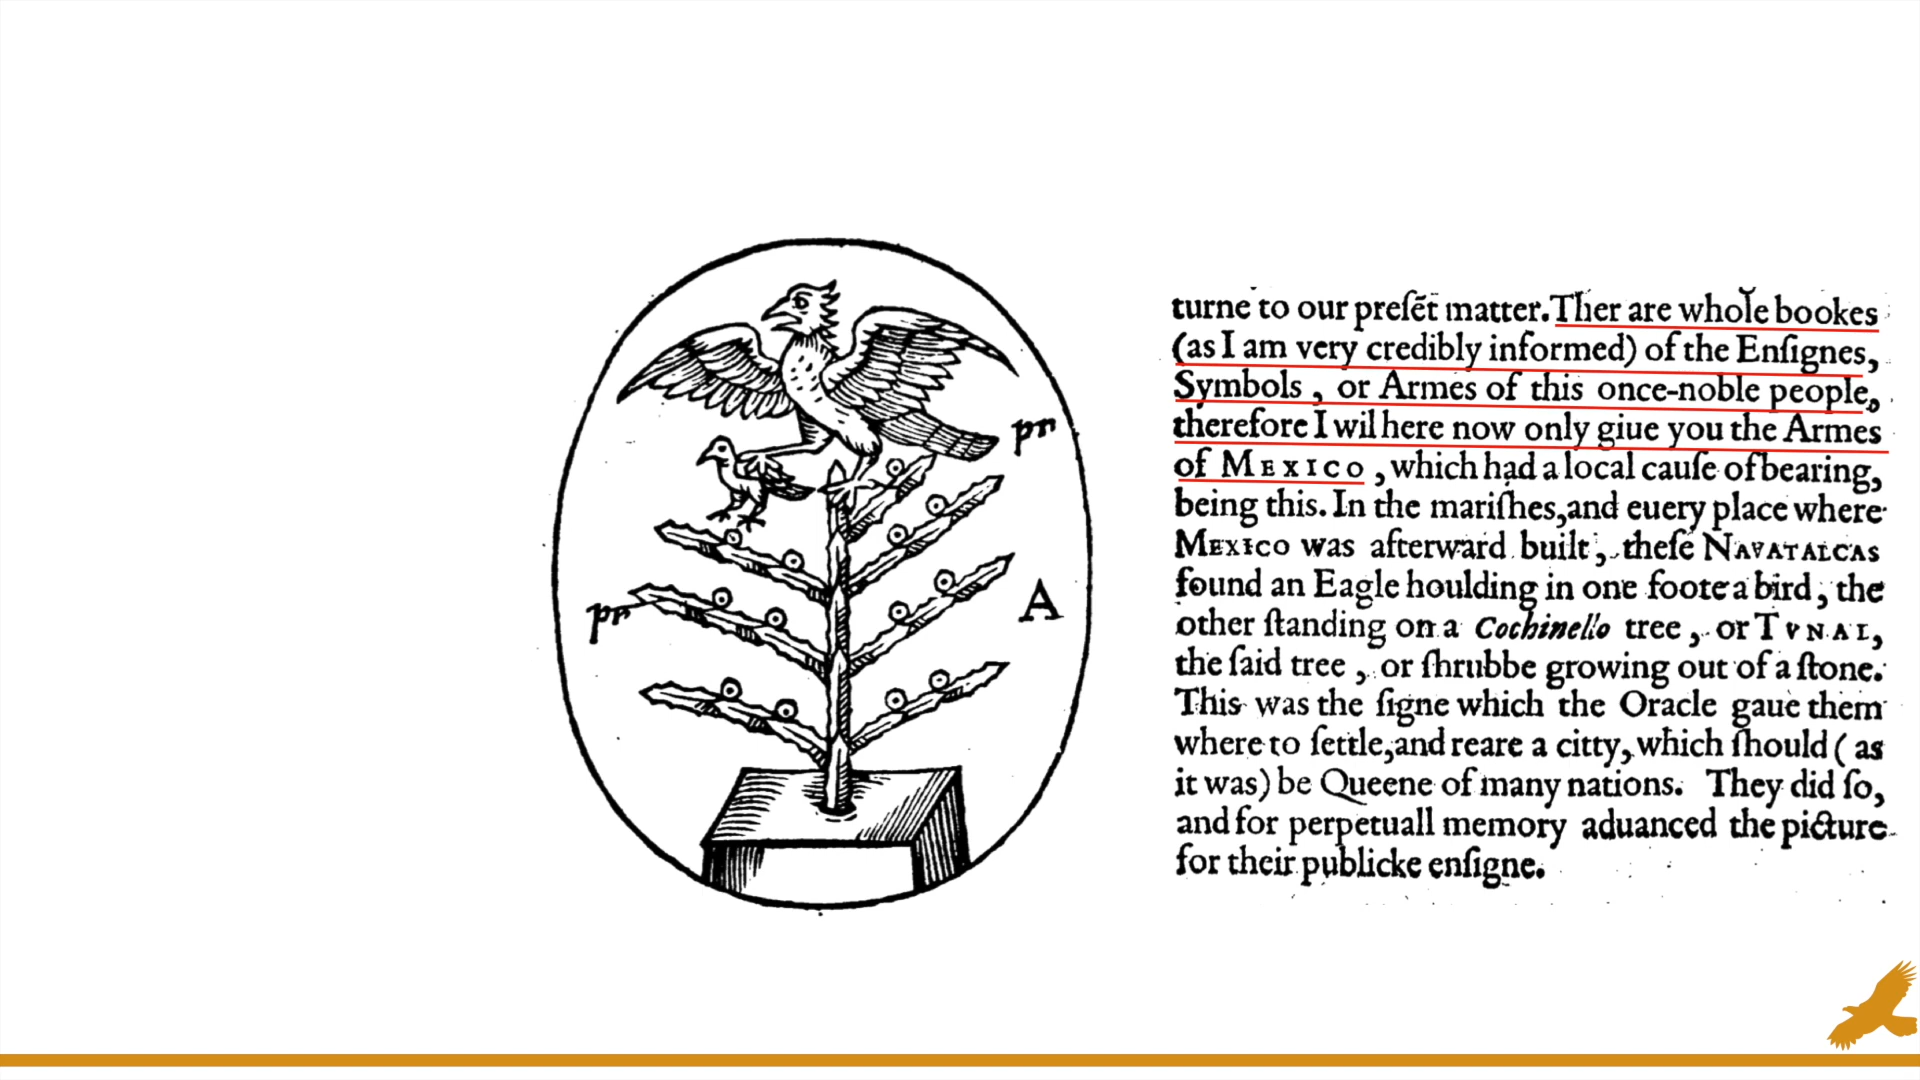 pr
pr
A
turne to our preſēt matter. Ther are whole bookes
(as I am very credibly informed) of the Enſignes,
Symbols, or Armes of this once-noble people,
therefore I wil here now only giue you the Armes
of MEXICO, which had a local cauſe of bearing,
being this. In the mariſhes, and euery place where
MEXICO was afterward built, theſe NAVATALCAS
found an Eagle houlding in one foote a bird, the
other ſtanding on a Cochinello tree, or TVNAL,
the ſaid tree, or ſhrubbe growing out of a ſtone.
This was the ſigne which the Oracle gaue them
where to ſettle, and reare a citty, which ſhould (as
it was) be Queene of many nations. They did ſo,
and for perpetuall memory aduanced the picture
for their publicke enſigne.